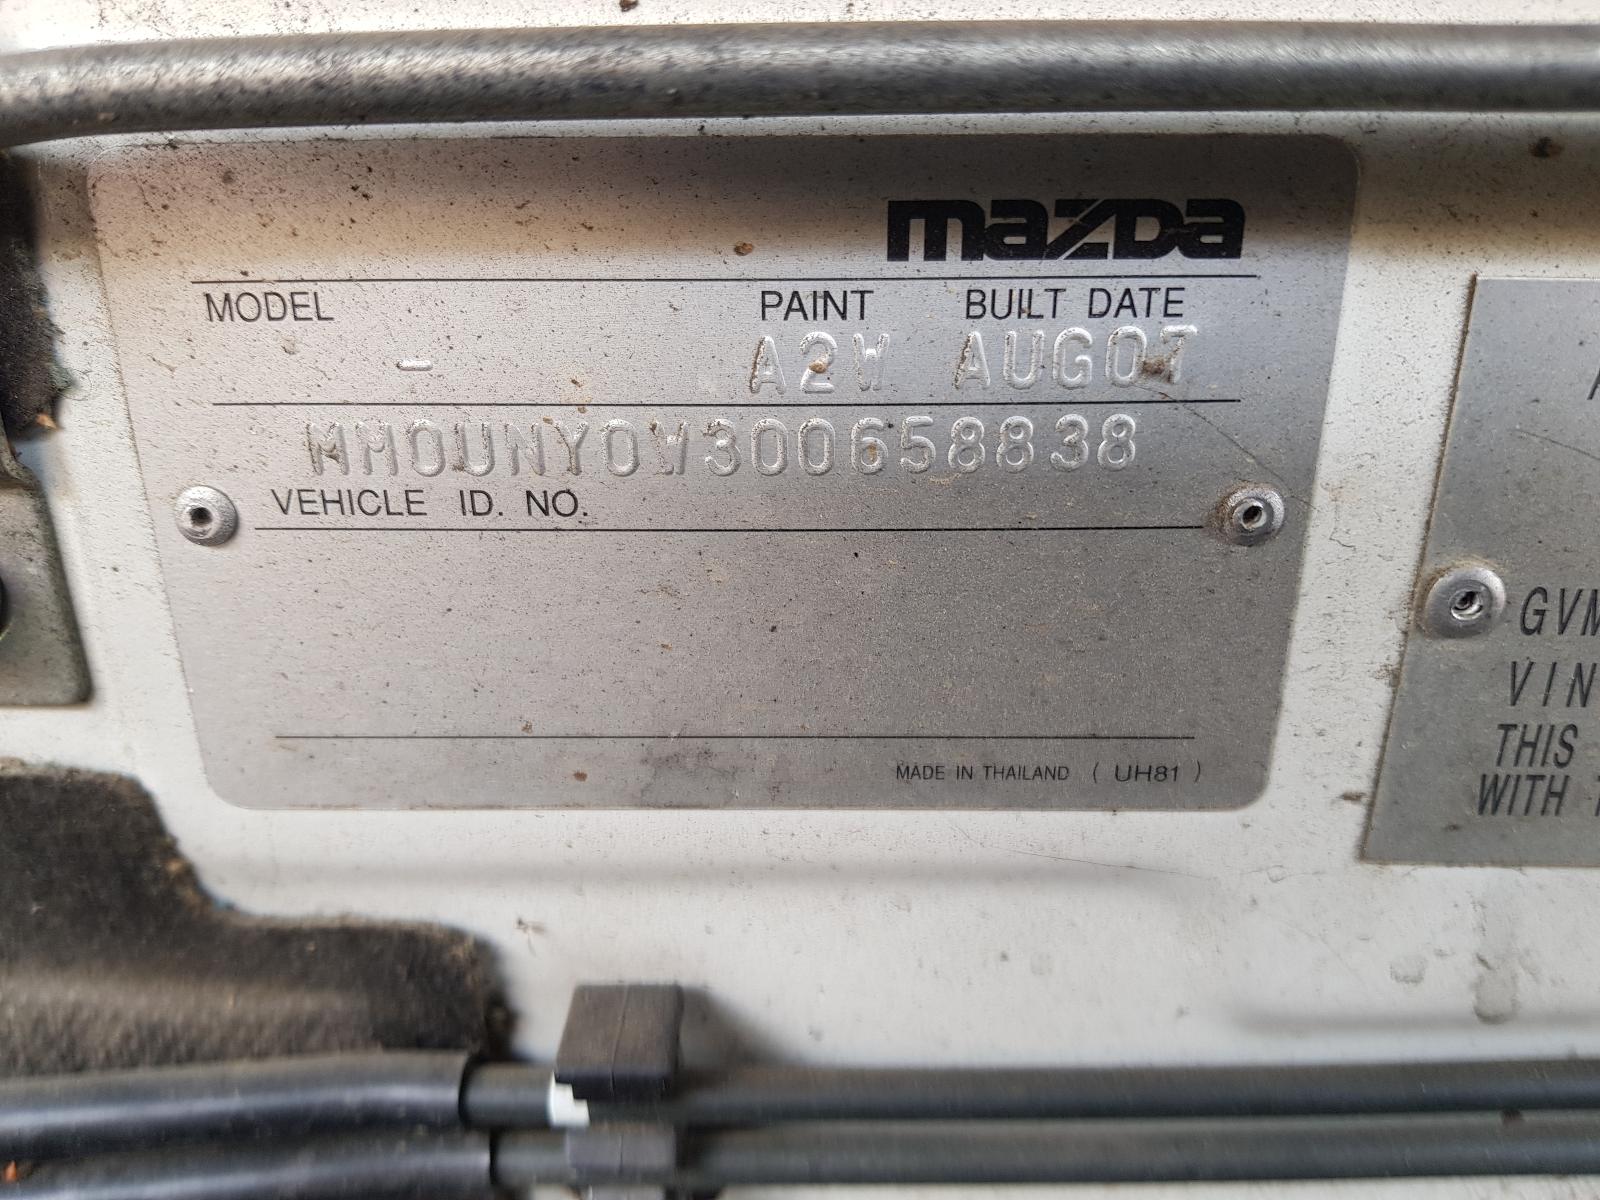 mazda
MODEL PAINT BUILT DATE
- A2W AUG07
MM0UNY0W300658838
VEHICLE ID. NO.
MADE IN THAILAND ( UH81 )
GVM
VIN
THIS
WITH